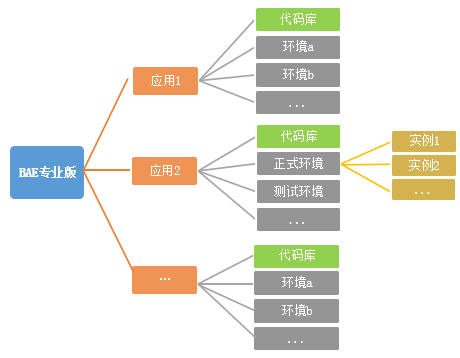 BAE专业版
应用1
代码库
环境a
环境b
...
应用2
代码库
正式环境
实例1
实例2
...
测试环境
...
...
代码库
环境a
环境b
...